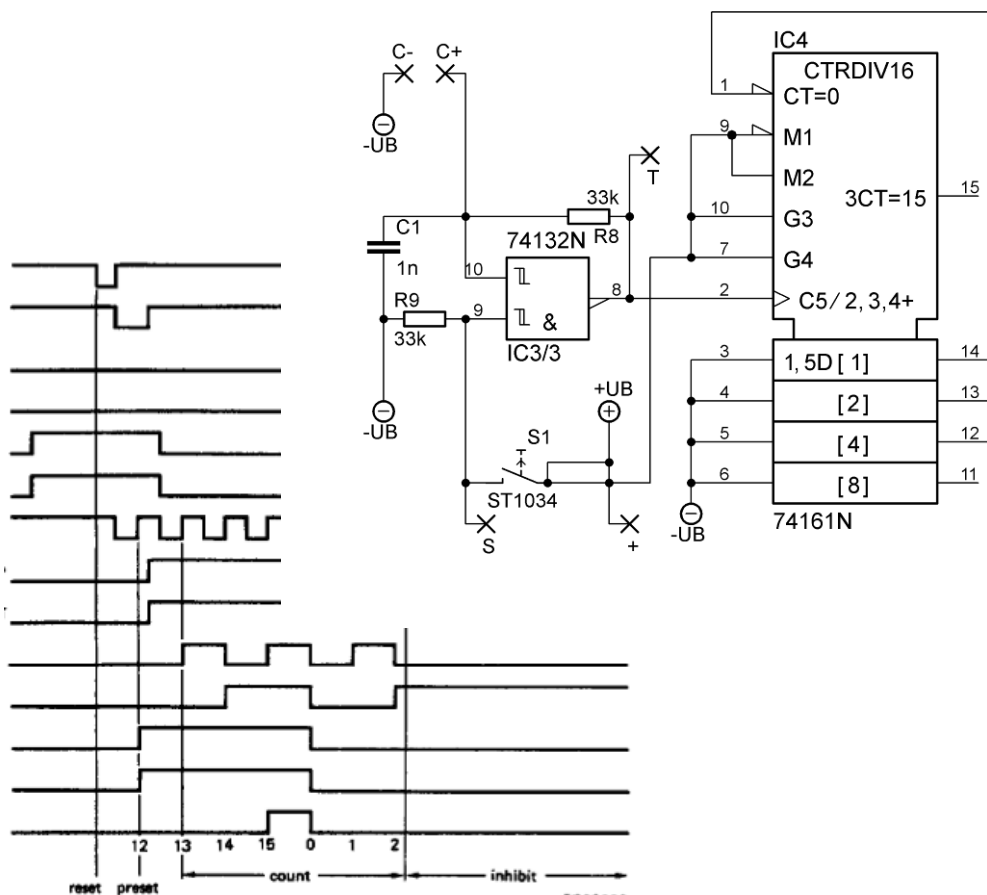 IC4
CTRDIV16
1
CT=0
9
M1
M2
10
G3
7
G4
2
C5/2,3,4+
3CT=15
15
3
1,5D [1]
14
4
[2]
13
5
[4]
12
6
[8]
11
74161N
-UB
C-
C+
-UB
C1
1n
R9
33k
-UB
33k
R8
T
74132N
10
9
8
&
IC3/3
+UB
S1
ST1034
S
+
12
13
14
15
0
1
2
reset
preset
count
inhibit